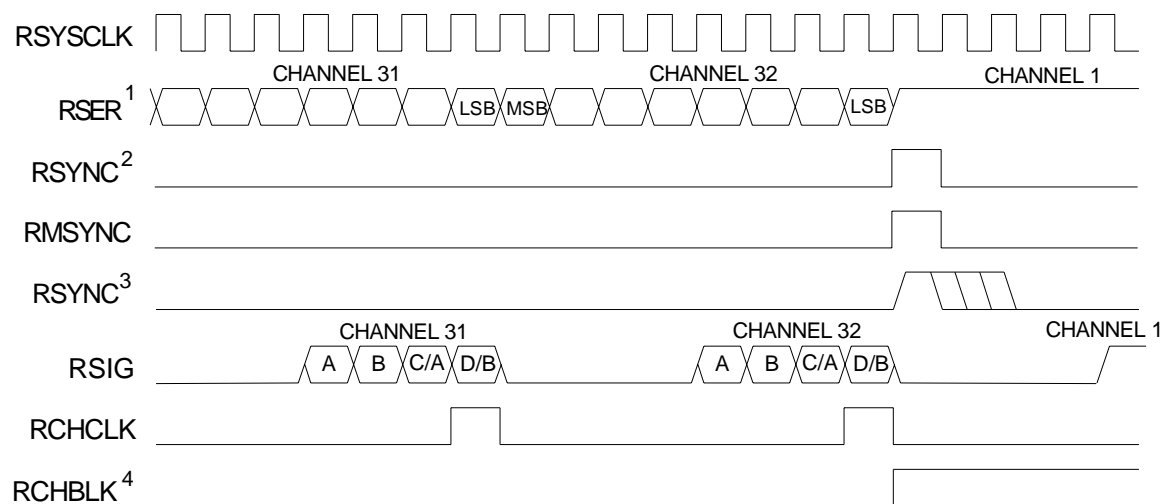 RSYSCLK
CHANNEL 31 CHANNEL 32 CHANNEL 1
RSER¹ LSB MSB LSB
RSYNC²
RMSYNC
RSYNC³
CHANNEL 31 CHANNEL 32 CHANNEL 1
RSIG A B C/A D/B A B C/A D/B
RCHCLK
RCHBLK⁴